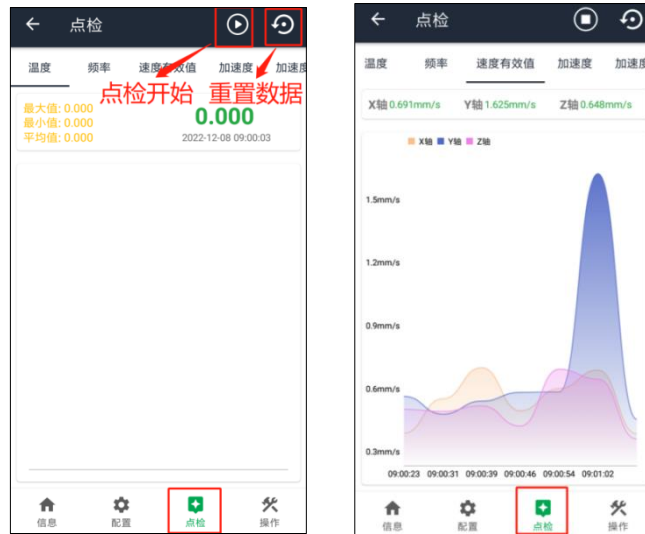 点检
温度 频率 速度有效值 加速度 加速度
点检开始 重置数据
最大值: 0.000
最小值: 0.000
平均值: 0.000
0.000
2022-12-08 09:00:03
信息 配置 点检 操作
点检
温度 频率 速度有效值 加速度 加速度
X轴 0.691mm/s Y轴 1.625mm/s Z轴 0.648mm/s
X轴 Y轴 Z轴
1.5mm/s
1.2mm/s
0.9mm/s
0.6mm/s
0.3mm/s
09:00:23 09:00:31 09:00:39 09:00:46 09:00:54 09:01:02
信息 配置 点检 操作